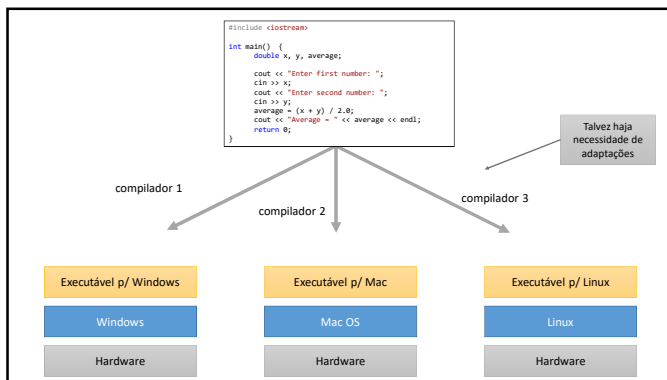 #include <iostream>
int main()  {
double x, y, average;
cout << "Enter first number: ";
cin >> x;
cout << "Enter second number: ";
cin >> y;
average = (x + y) / 2.0;
cout << "Average = " << average << endl;
return 0;
}
Talvez haja
necessidade de
adaptações
compilador 1
compilador 2
compilador 3
Executável p/ Windows
Executável p/ Mac
Executável p/ Linux
Windows
Mac OS
Linux
Hardware
Hardware
Hardware